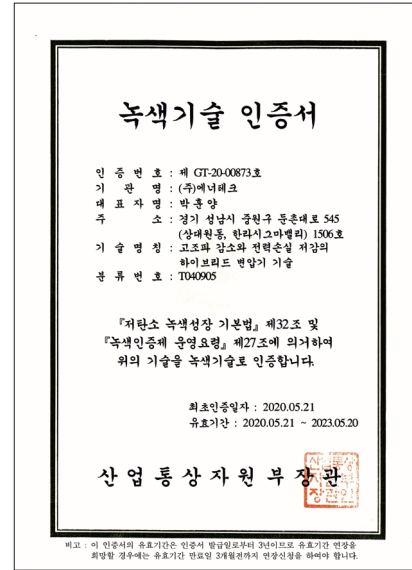 녹색기술 인증서
인 증 번 호 : 제 GT-20-00873호
기 관 명 : (주)에너테크
대 표 자 명 : 박 훈 양
주 소 : 경기 성남시 중원구 둔촌대로 545
(상대원동, 한라시그마밸리) 1506호
기 술 명 칭 : 고조파 감소와 전력손실 저감의
하이브리드 변압기 기술
분 류 번 호 : T040905
『저탄소 녹색성장 기본법』 제32조 및
『녹색인증제 운영요령』 제27조에 의거하여
위의 기술을 녹색기술로 인증합니다.
최초인증일자 : 2020.05.21
유효기간 : 2020.05.21 ~ 2023.05.20
산업통상자원부장관
비고 : 이 인증서의 유효기간은 인증서 발급일로부터 3년이므로 유효기간 연장을
희망할 경우에는 유효기간 만료일 3개월전까지 연장신청을 하여야 합니다.